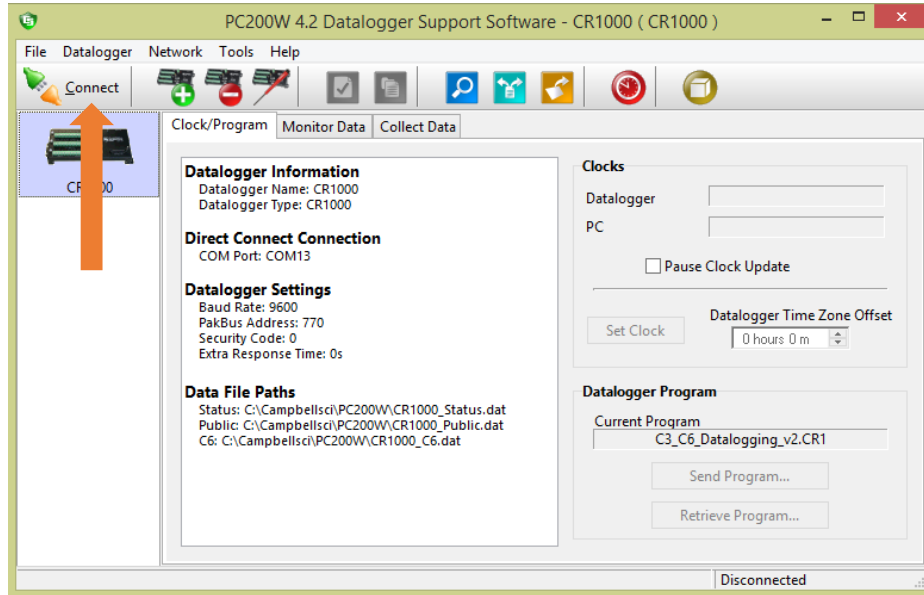 PC200W 4.2 Datalogger Support Software - CR1000 ( CR1000 )
File Datalogger Network Tools Help
Connect
Clock/Program Monitor Data Collect Data
Datalogger Information
Datalogger Name: CR1000
Datalogger Type: CR1000
Direct Connect Connection
COM Port: COM13
Datalogger Settings
Baud Rate: 9600
PakBus Address: 770
Security Code: 0
Extra Response Time: 0s
Data File Paths
Status: C:\Campbellsci\PC200W\CR1000_Status.dat
Public: C:\Campbellsci\PC200W\CR1000_Public.dat
C6: C:\Campbellsci\PC200W\CR1000_C6.dat
Clocks
Datalogger
PC
Pause Clock Update
Set Clock
Datalogger Time Zone Offset
0 hours 0 m
Datalogger Program
Current Program
C3_C6_Datalogging_v2.CR1
Send Program...
Retrieve Program...
Disconnected